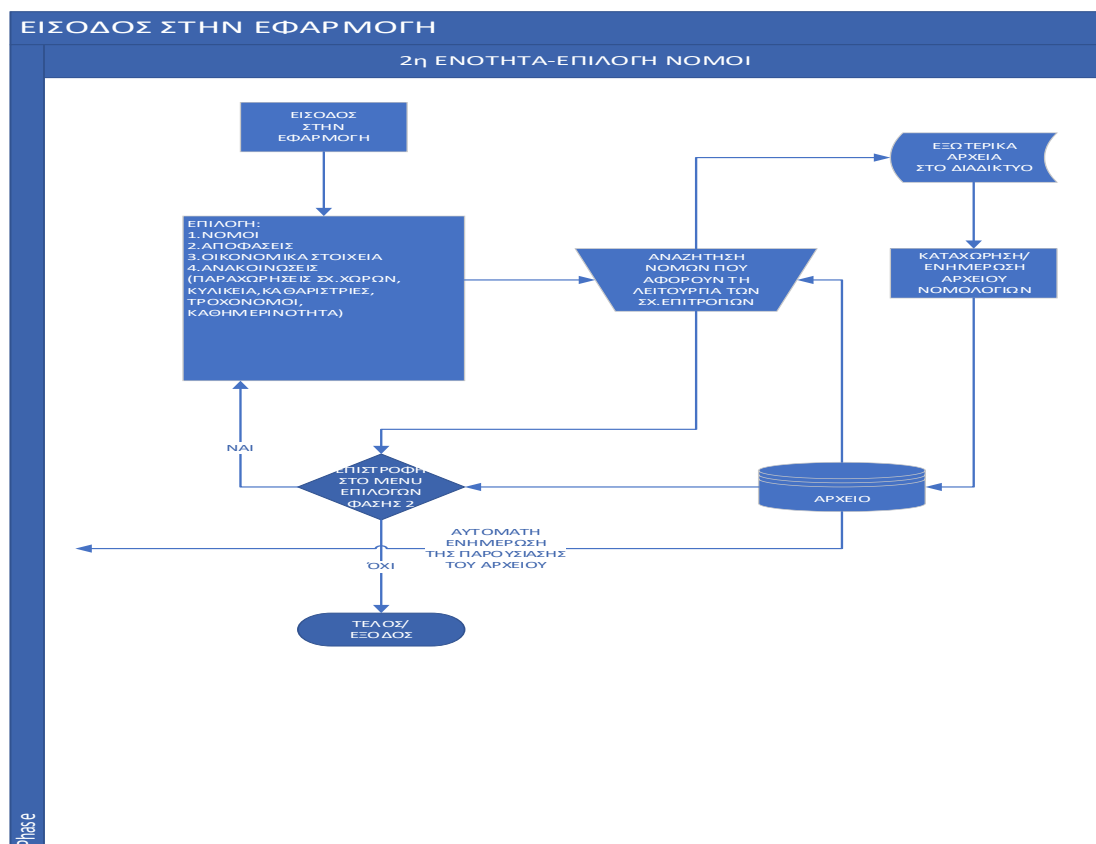 ΕΙΣΟΔΟΣ ΣΤΗΝ ΕΦΑΡΜΟΓΗ
2η ΕΝΟΤΗΤΑ-ΕΠΙΛΟΓΗ ΝΟΜΟΙ
ΕΙΣΟΔΟΣ
ΣΤΗΝ
ΕΦΑΡΜΟΓΗ
ΕΞΩΤΕΡΙΚΑ
ΑΡΧΕΙΑ
ΣΤΟ ΔΙΑΔΙΚΤΥΟ
ΕΠΙΛΟΓΗ:
1.ΝΟΜΟΙ
2.ΑΠΟΦΑΣΕΙΣ
3.ΟΙΚΟΝΟΜΙΚΑ ΣΤΟΙΧΕΙΑ
4.ΑΝΑΚΟΙΝΩΣΕΙΣ
(ΠΑΡΑΧΩΡΗΣΕΙΣ ΣΧ.ΧΩΡΩΝ,
ΚΥΛΙΚΕΙΑ,ΚΑΘΑΡΙΣΤΡΙΕΣ,
ΤΡΟΧΟΝΟΜΟΙ,
ΚΑΘΗΜΕΡΙΝΟΤΗΤΑ)
ΑΝΑΖΗΤΗΣΗ
ΝΟΜΩΝ ΠΟΥ
ΑΦΟΡΟΥΝ ΤΗ
ΛΕΙΤΟΥΡΓΙΑ ΤΩΝ
ΣΧ.ΕΠΙΤΡΟΠΩΝ
ΚΑΤΑΧΩΡΗΣΗ/
ΕΝΗΜΕΡΩΣΗ
ΑΡΧΕΙΟΥ
ΝΟΜΟΛΟΓΙΩΝ
ΝΑΙ
ΕΠΙΣΤΡΟΦΗ
ΣΤΟ MENU
ΕΠΙΛΟΓΩΝ
ΦΑΣΗΣ 2
ΑΡΧΕΙΟ
ΑΥΤΟΜΑΤΗ
ΕΝΗΜΕΡΩΣΗ
ΤΗΣ ΠΑΡΟΥΣΙΑΣΗΣ
ΤΟΥ ΑΡΧΕΙΟΥ
ΌΧΙ
ΤΕΛΟΣ/
ΕΞΟΔΟΣ
Phase